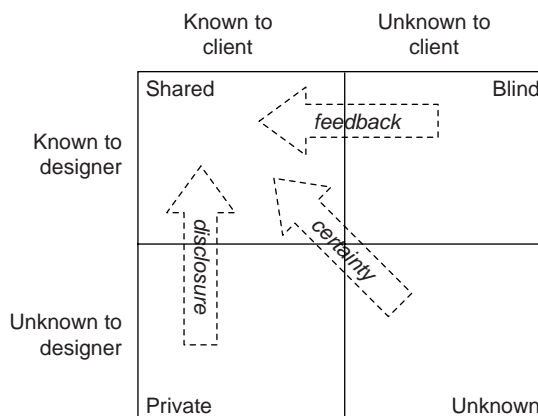 Known to
client
Unknown to
client
Shared
Blind
feedback
Known to
designer
disclosure
certainty
Unknown to
designer
Private
Unknown